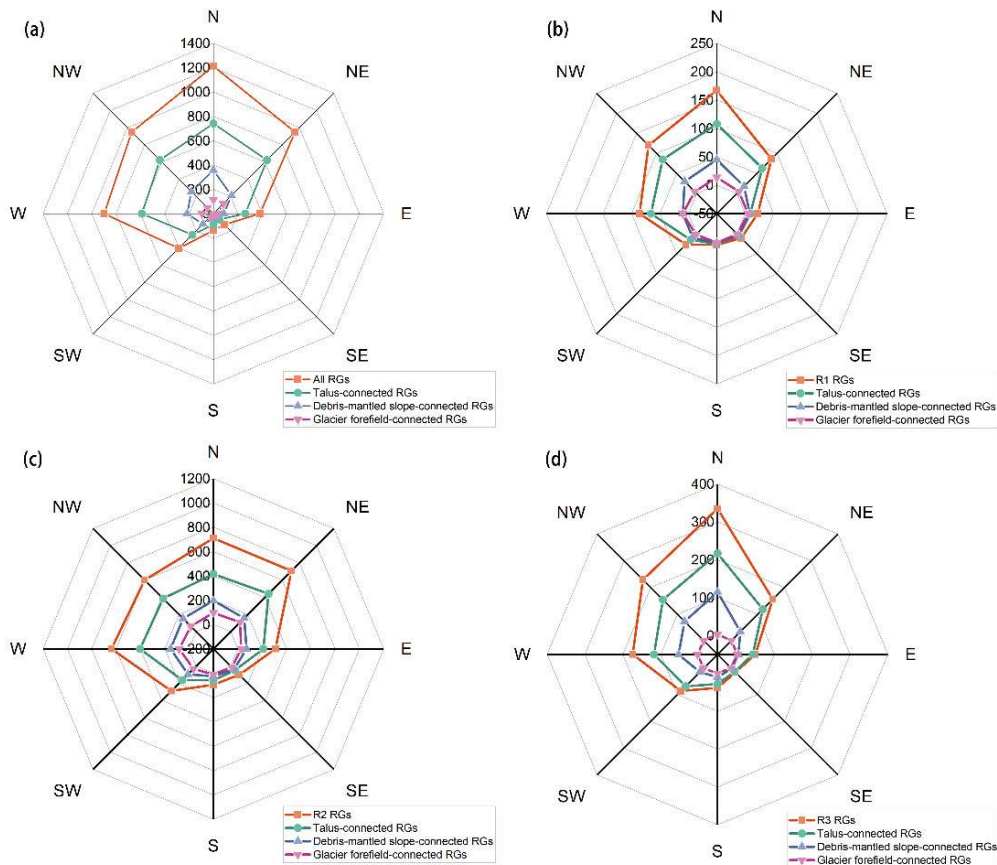 (a)
N
NE
E
SE
S
SW
W
NW
1400
1200
1000
800
600
400
200
0
All RGs
Talus-connected RGs
Debris-mantled slope-connected RGs
Glacier forefield-connected RGs
(b)
N
NE
E
SE
S
SW
W
NW
250
200
150
100
50
0
-50
R1 RGs
Talus-connected RGs
Debris-mantled slope-connected RGs
Glacier forefield-connected RGs
(c)
N
NE
E
SE
S
SW
W
NW
1200
1000
800
600
400
200
0
-200
R2 RGs
Talus-connected RGs
Debris-mantled slope-connected RGs
Glacier forefield-connected RGs
(d)
N
NE
E
SE
S
SW
W
NW
400
300
200
100
0
R3 RGs
Talus-connected RGs
Debris-mantled slope-connected RGs
Glacier forefield-connected RGs